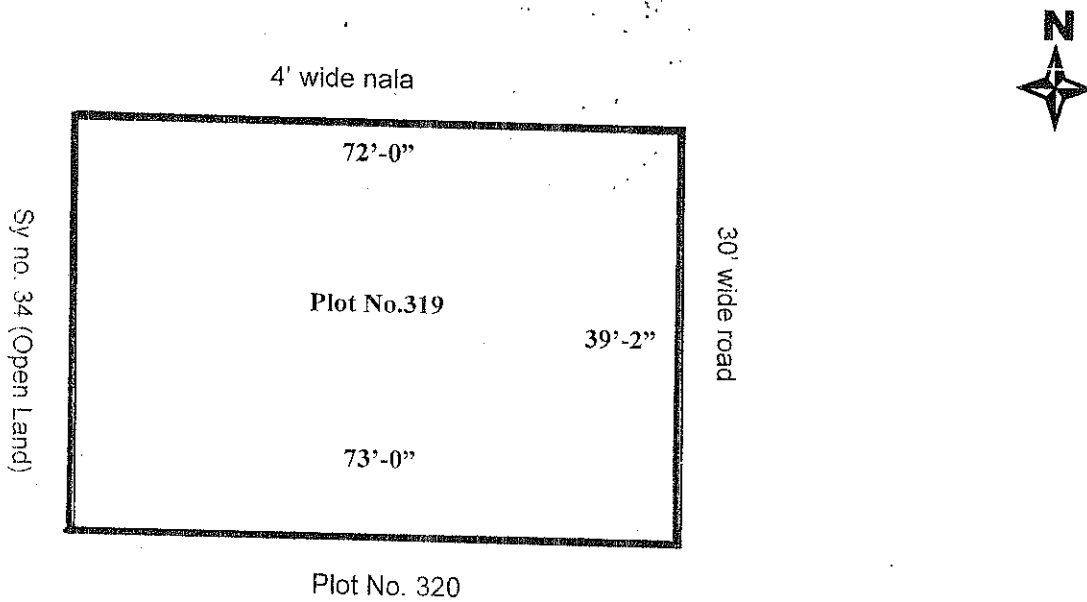 N
4' wide nala
72'-0”
Sy no. 34 (Open Land)
30' wide road
Plot No.319
39'-2”
73'-0”
Plot No. 320